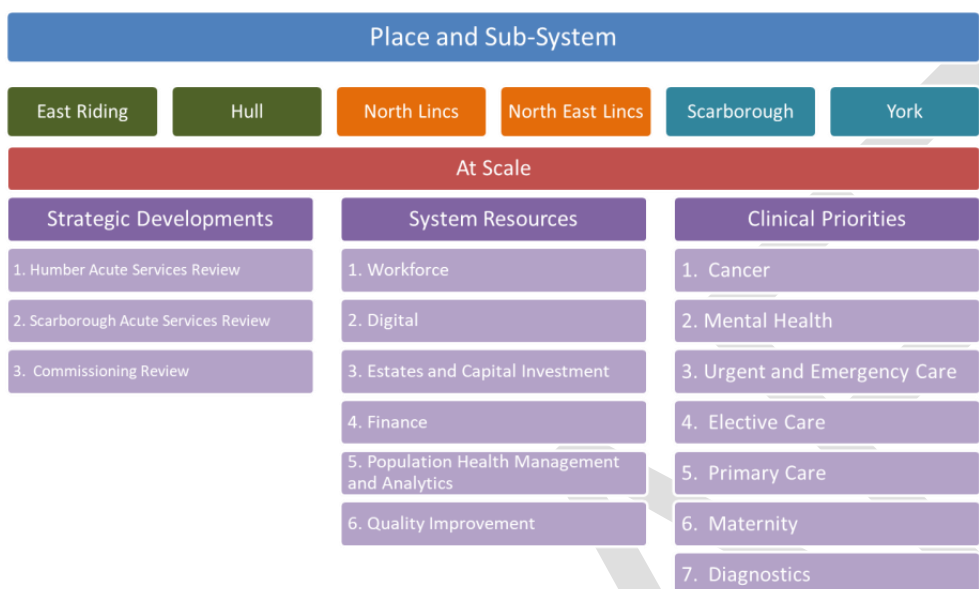 Place and Sub-System
East Riding
Hull
North Lincs
North East Lincs
Scarborough
York
At Scale
Strategic Developments
1. Humber Acute Services Review
2. Scarborough Acute Services Review
3. Commissioning Review
System Resources
1. Workforce
2. Digital
3. Estates and Capital Investment
4. Finance
5. Population Health Management
and Analytics
6. Quality Improvement
Clinical Priorities
1. Cancer
2. Mental Health
3. Urgent and Emergency Care
4. Elective Care
5. Primary Care
6. Maternity
7. Diagnostics